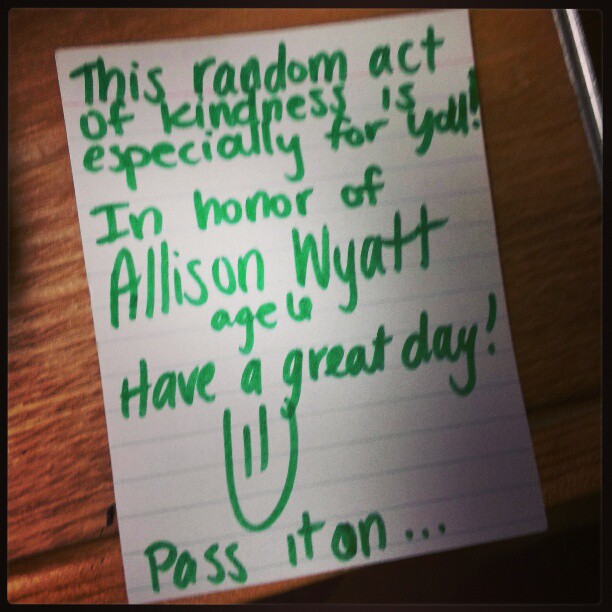 This random act
of kindness is
especially for you!
In honor of
Allison Wyatt
age 6
Have a great day!
Pass it on...